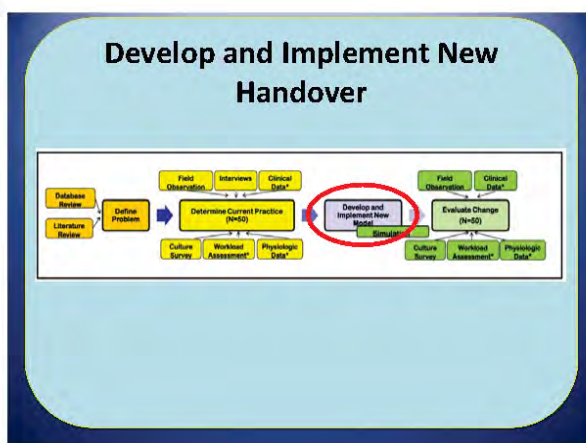 Develop and Implement New
Handover
Field
Observation
Interviews
Clinical
Data*
Field
Observation
Clinical
Data*
Database
Review
Literature
Review
Define
Problem
Determine Current Practice
(N=50)
Develop and
Implement New
Model
Simulation
Evaluate Change
(N=50)
Culture
Survey
Workload
Assessment*
Physiologic
Data*
Culture
Survey
Workload
Assessment*
Physiologic
Data*